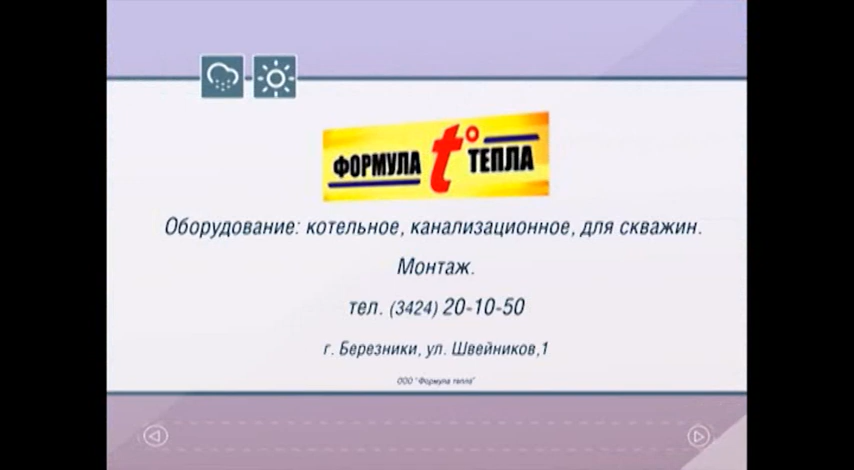 ФОРМУЛА t° ТЕПЛА
Оборудование: котельное, канализационное, для скважин.
Монтаж.
тел. (3424) 20-10-50
г. Березники, ул. Швейников,1
ООО "Формула тепла"